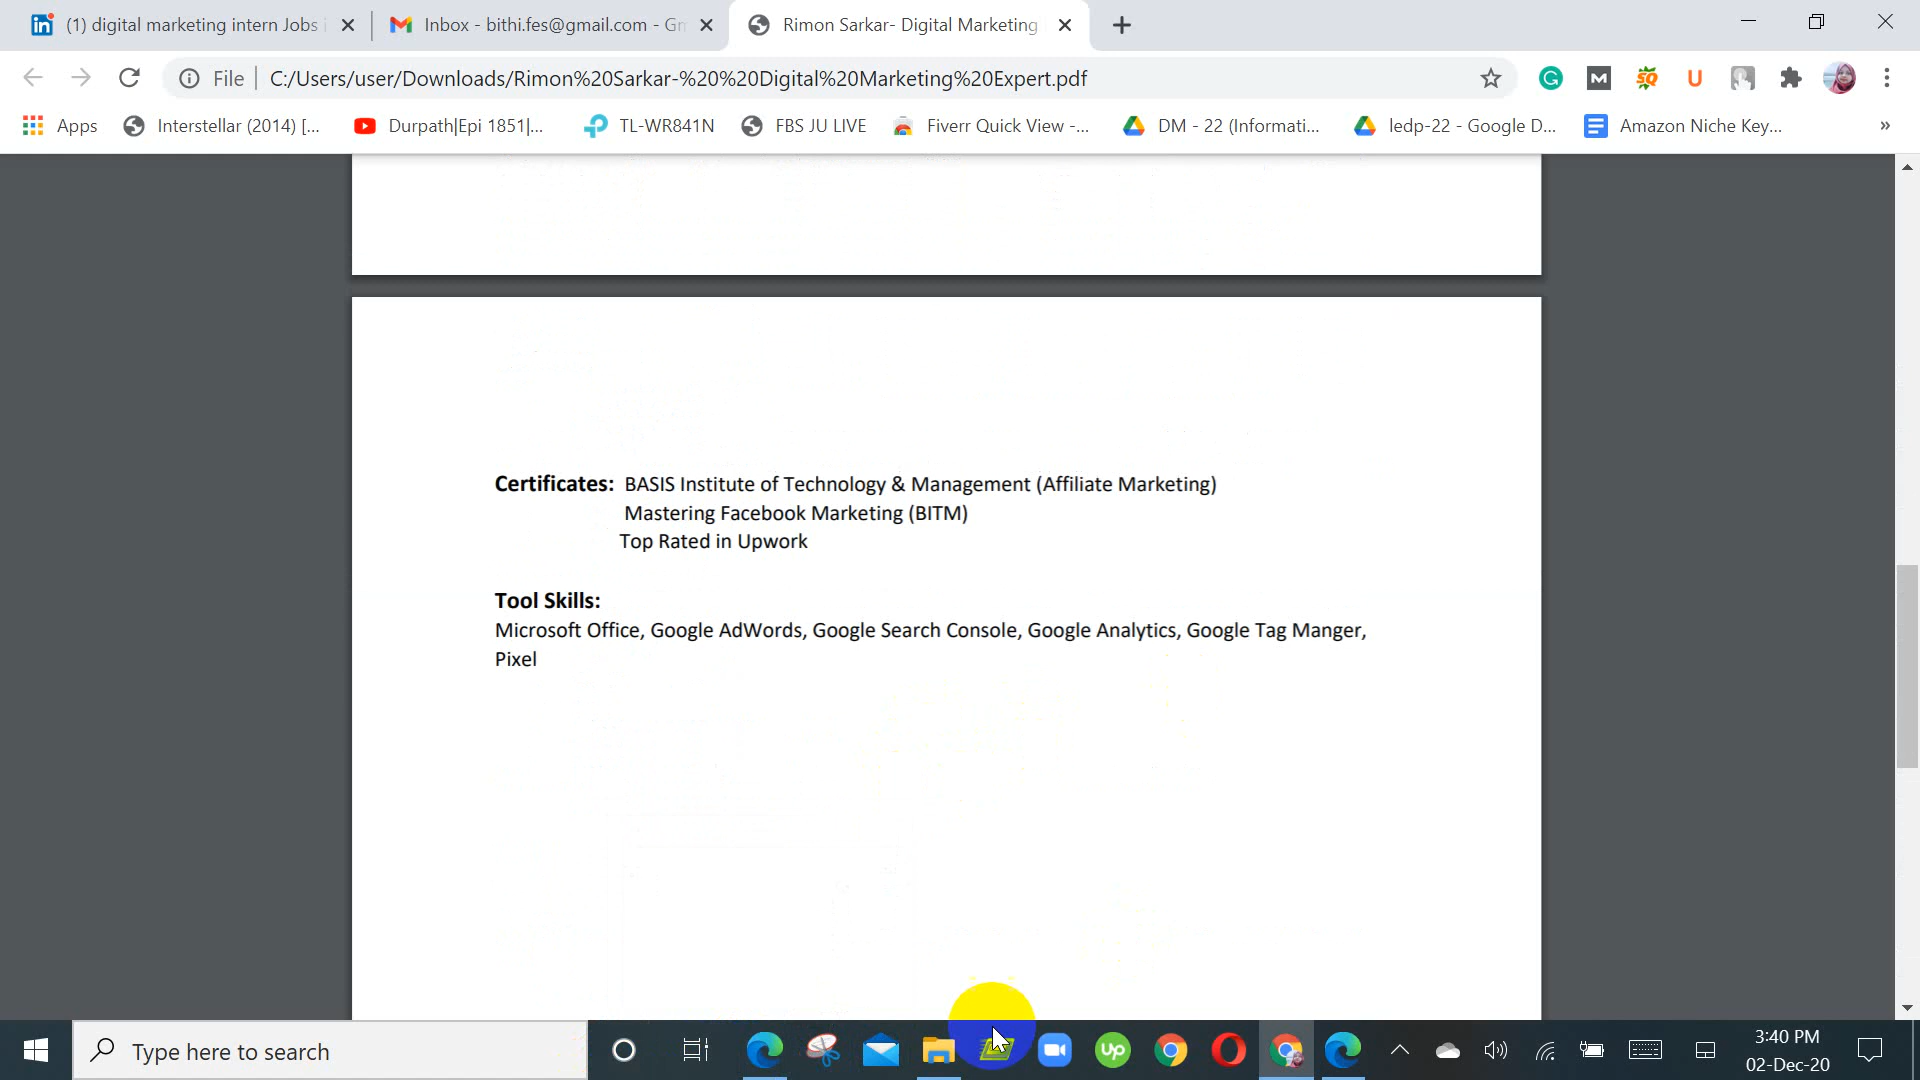 (1) digital marketing intern Jobs i
Inbox - bithi.fes@gmail.com - Gm
Rimon Sarkar- Digital Marketing
File
C:/Users/user/Downloads/Rimon%20Sarkar-%20%20Digital%20Marketing%20Expert.pdf
Apps
Interstellar (2014) [...
Durpath|Epi 1851|...
TL-WR841N
FBS JU LIVE
Fiverr Quick View -...
DM - 22 (Informati...
ledp-22 - Google D...
Amazon Niche Key...
»
Certificates: BASIS Institute of Technology & Management (Affiliate Marketing)
Mastering Facebook Marketing (BITM)
Top Rated in Upwork
Tool Skills:
Microsoft Office, Google AdWords, Google Search Console, Google Analytics, Google Tag Manger,
Pixel
Type here to search
3:40 PM
02-Dec-20